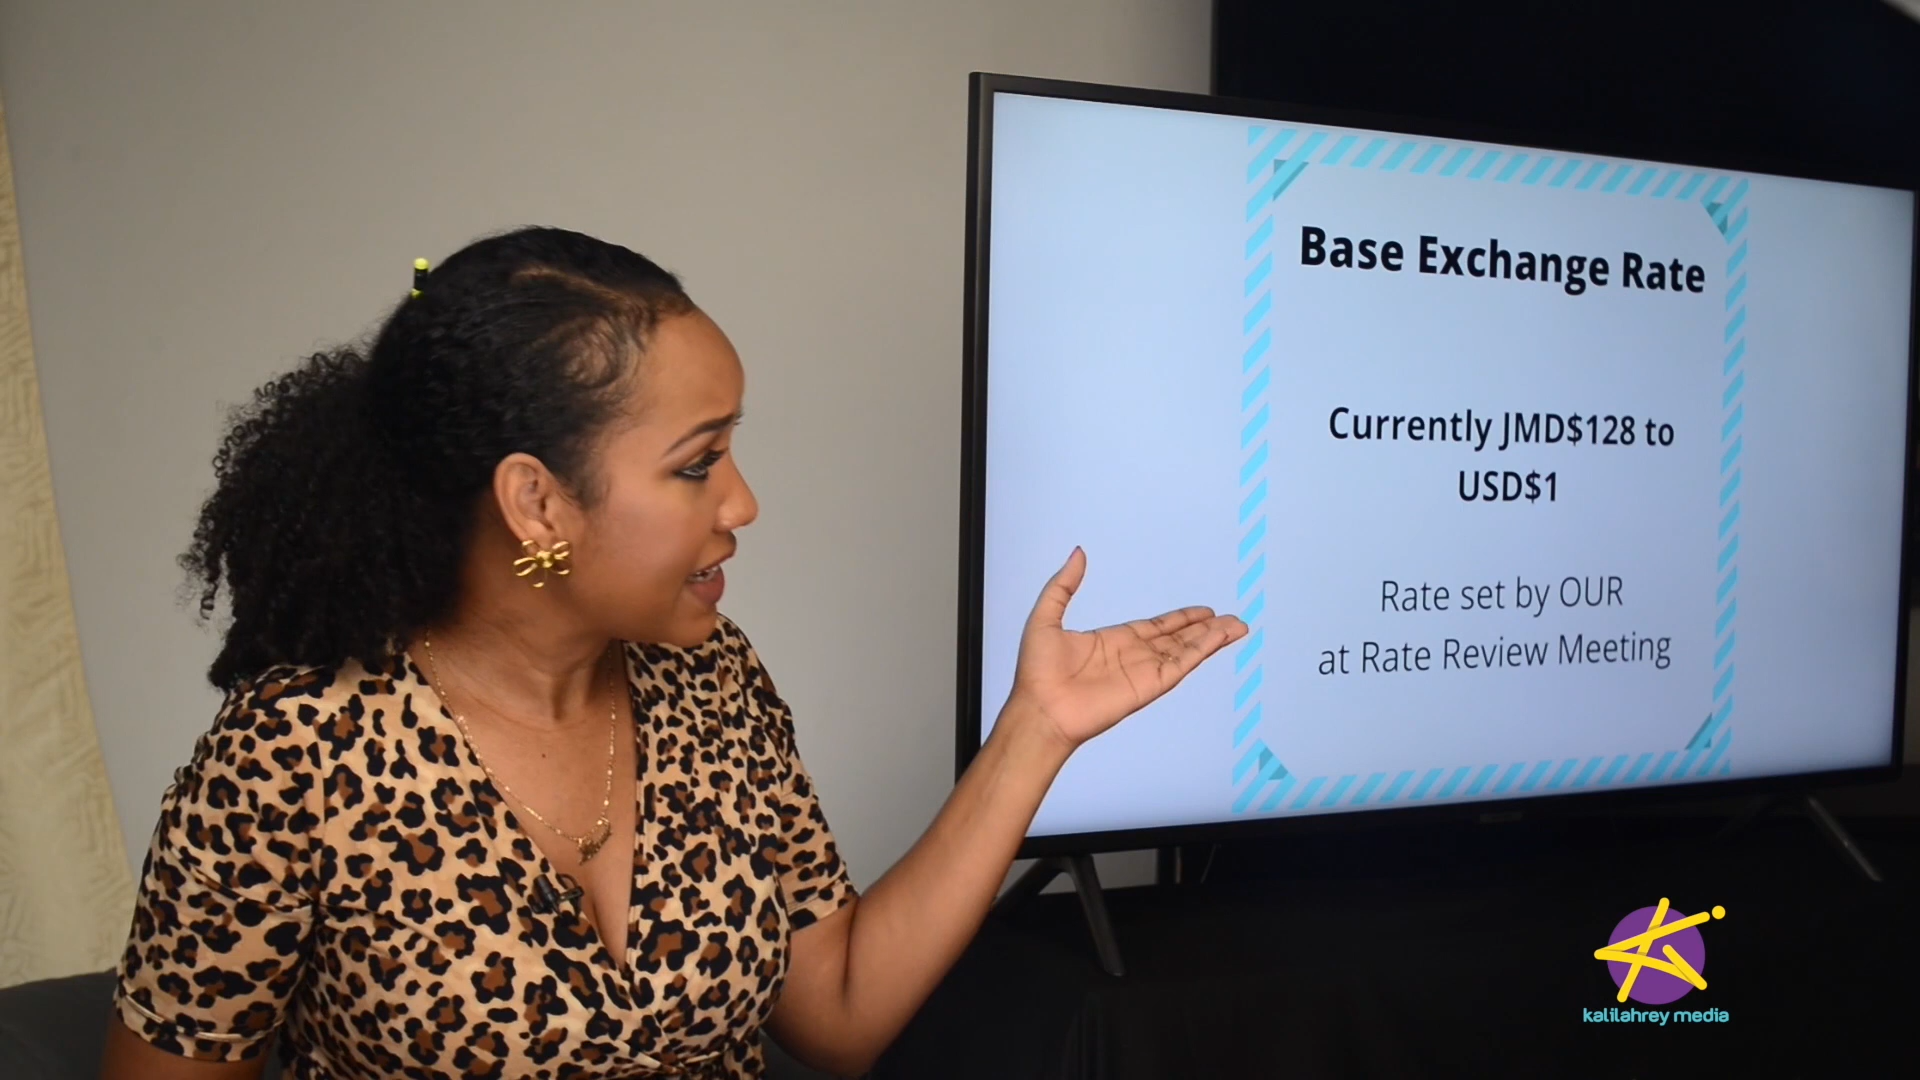 Base Exchange Rate
Currently JMD$128 to
USD$1
Rate set by OUR
at Rate Review Meeting
kalilahrey media